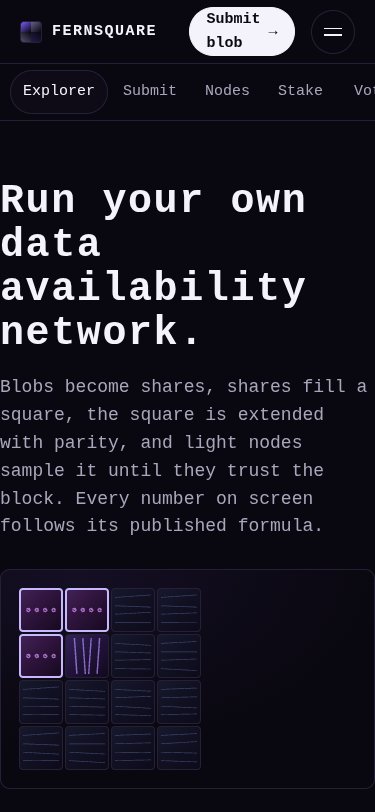 FERNSQUARE
Submit
blob →
Explorer Submit Nodes Stake Vot
Run your own
data
availability
network.
Blobs become shares, shares fill a
square, the square is extended
with parity, and light nodes
sample it until they trust the
block. Every number on screen
follows its published formula.